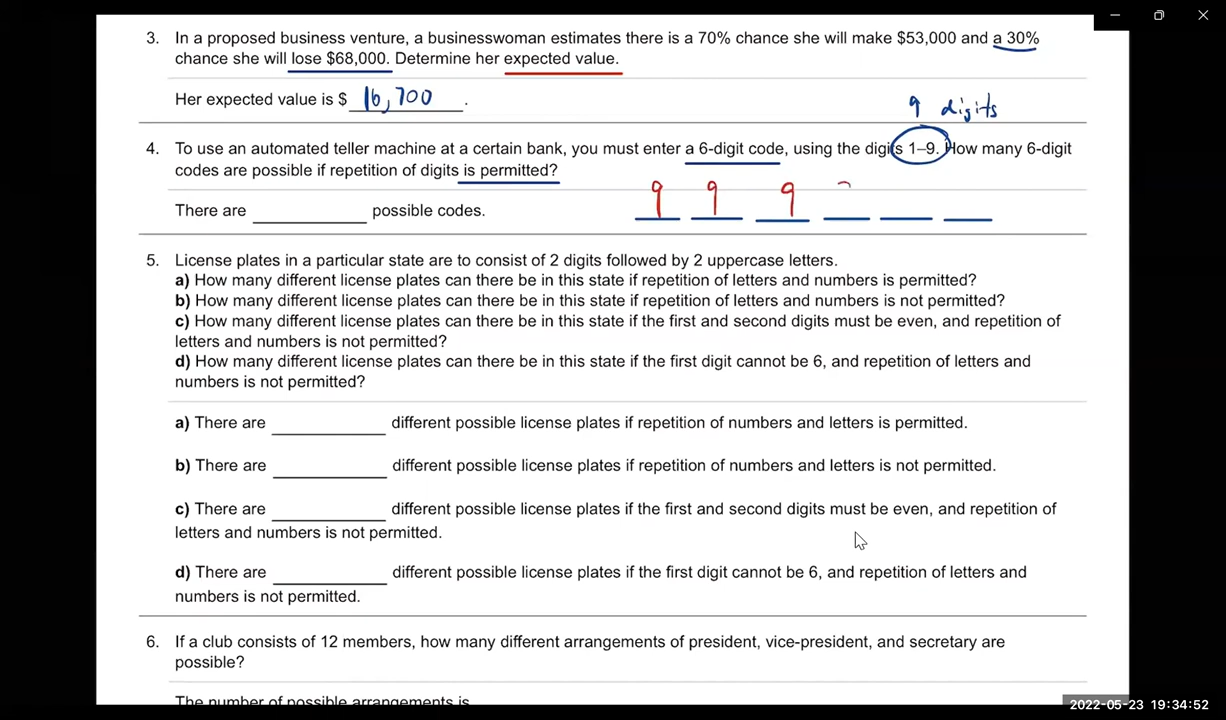 3. In a proposed business venture, a businesswoman estimates there is a 70% chance she will make $53,000 and a 30%
chance she will lose $68,000. Determine her expected value.
Her expected value is $ 16,700 .
9 digits
4. To use an automated teller machine at a certain bank, you must enter a 6-digit code, using the digits 1–9. How many 6-digit
codes are possible if repetition of digits is permitted?
9 9 9
There are ____________ possible codes.
5. License plates in a particular state are to consist of 2 digits followed by 2 uppercase letters.
a) How many different license plates can there be in this state if repetition of letters and numbers is permitted?
b) How many different license plates can there be in this state if repetition of letters and numbers is not permitted?
c) How many different license plates can there be in this state if the first and second digits must be even, and repetition of
letters and numbers is not permitted?
d) How many different license plates can there be in this state if the first digit cannot be 6, and repetition of letters and
numbers is not permitted?
a) There are ____________ different possible license plates if repetition of numbers and letters is permitted.
b) There are ____________ different possible license plates if repetition of numbers and letters is not permitted.
c) There are ____________ different possible license plates if the first and second digits must be even, and repetition of
letters and numbers is not permitted.
d) There are ____________ different possible license plates if the first digit cannot be 6, and repetition of letters and
numbers is not permitted.
6. If a club consists of 12 members, how many different arrangements of president, vice-president, and secretary are
possible?
The number of possible arrangements is
2022-05-23 19:34:52